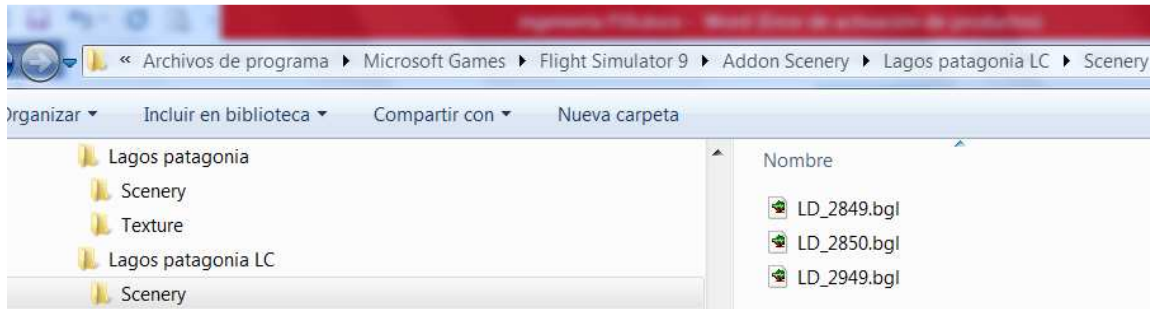 « Archivos de programa ▸ Microsoft Games ▸ Flight Simulator 9 ▸ Addon Scenery ▸ Lagos patagonia LC ▸ Scenery
Organizar ▾ Incluir en biblioteca ▾ Compartir con ▾ Nueva carpeta
Lagos patagonia
Scenery
Texture
Lagos patagonia LC
Scenery
Nombre
LD_2849.bgl
LD_2850.bgl
LD_2949.bgl